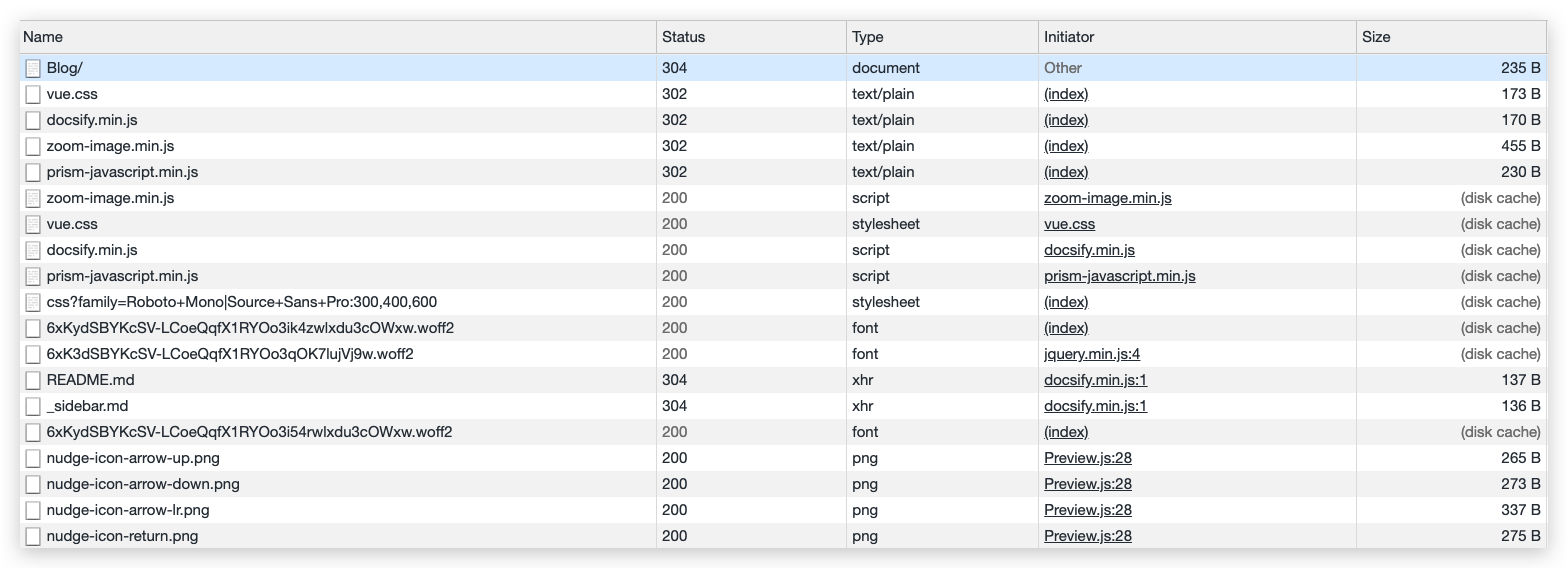 Name Status Type Initiator Size
Blog/ 304 document Other 235 B
vue.css 302 text/plain (index) 173 B
docsify.min.js 302 text/plain (index) 170 B
zoom-image.min.js 302 text/plain (index) 455 B
prism-javascript.min.js 302 text/plain (index) 230 B
zoom-image.min.js 200 script zoom-image.min.js (disk cache)
vue.css 200 stylesheet vue.css (disk cache)
docsify.min.js 200 script docsify.min.js (disk cache)
prism-javascript.min.js 200 script prism-javascript.min.js (disk cache)
css?family=Roboto+Mono|Source+Sans+Pro:300,400,600 200 stylesheet (index) (disk cache)
6xKydSBYKcSV-LCoeQqfX1RYOo3ik4zwlxdu3cOWxw.woff2 200 font (index) (disk cache)
6xK3dSBYKcSV-LCoeQqfX1RYOo3qOK7lujVj9w.woff2 200 font jquery.min.js:4 (disk cache)
README.md 304 xhr docsify.min.js:1 137 B
_sidebar.md 304 xhr docsify.min.js:1 136 B
6xKydSBYKcSV-LCoeQqfX1RYOo3i54rwlxdu3cOWxw.woff2 200 font (index) (disk cache)
nudge-icon-arrow-up.png 200 png Preview.js:28 265 B
nudge-icon-arrow-down.png 200 png Preview.js:28 273 B
nudge-icon-arrow-lr.png 200 png Preview.js:28 337 B
nudge-icon-return.png 200 png Preview.js:28 275 B